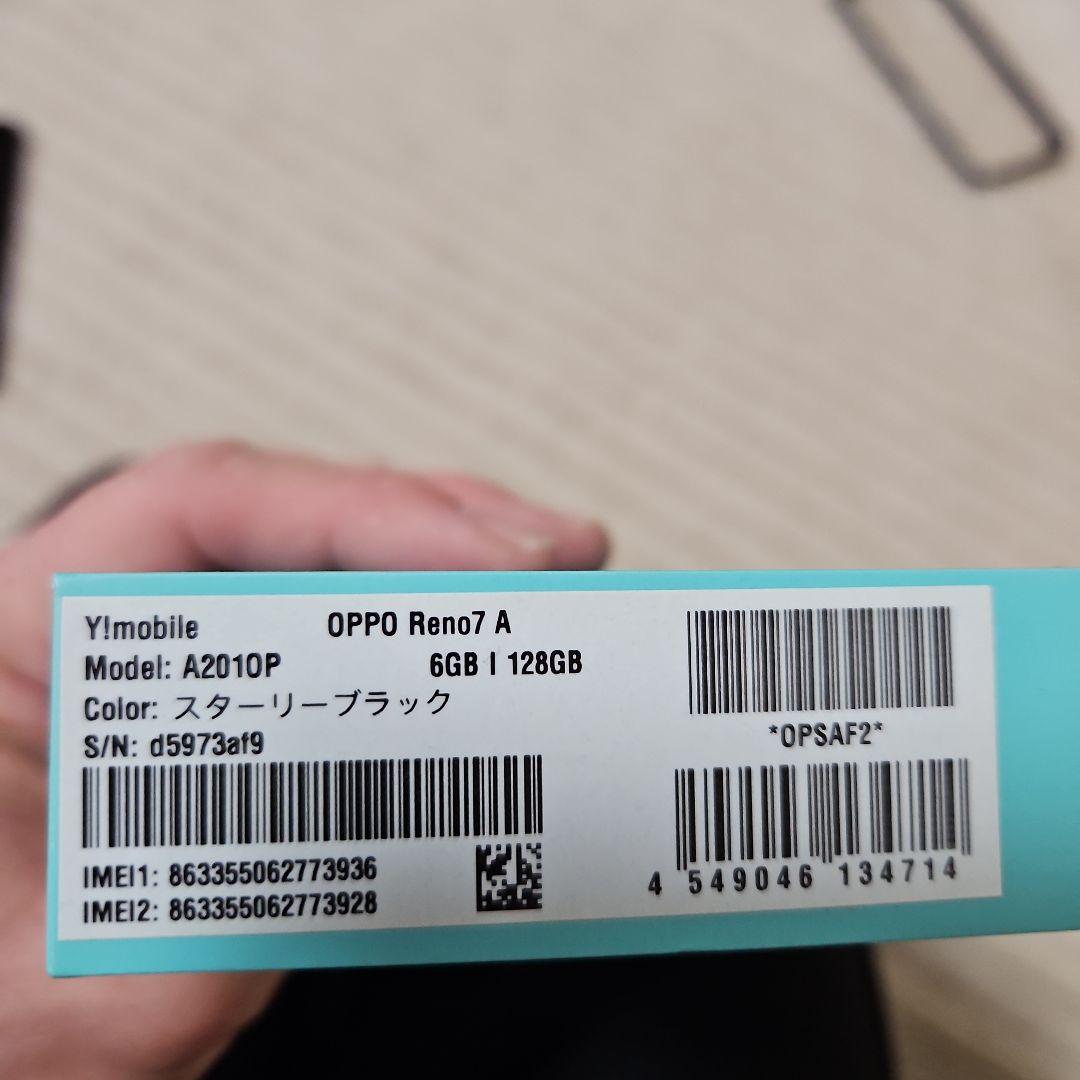 Y!mobile OPPO Reno7 A
Model: A201OP 6GB | 128GB
Color: スターリーブラック
S/N: d5973af9
IMEI1: 863355062773936
IMEI2: 863355062773928
*OPSAF2*
4 549046 134714